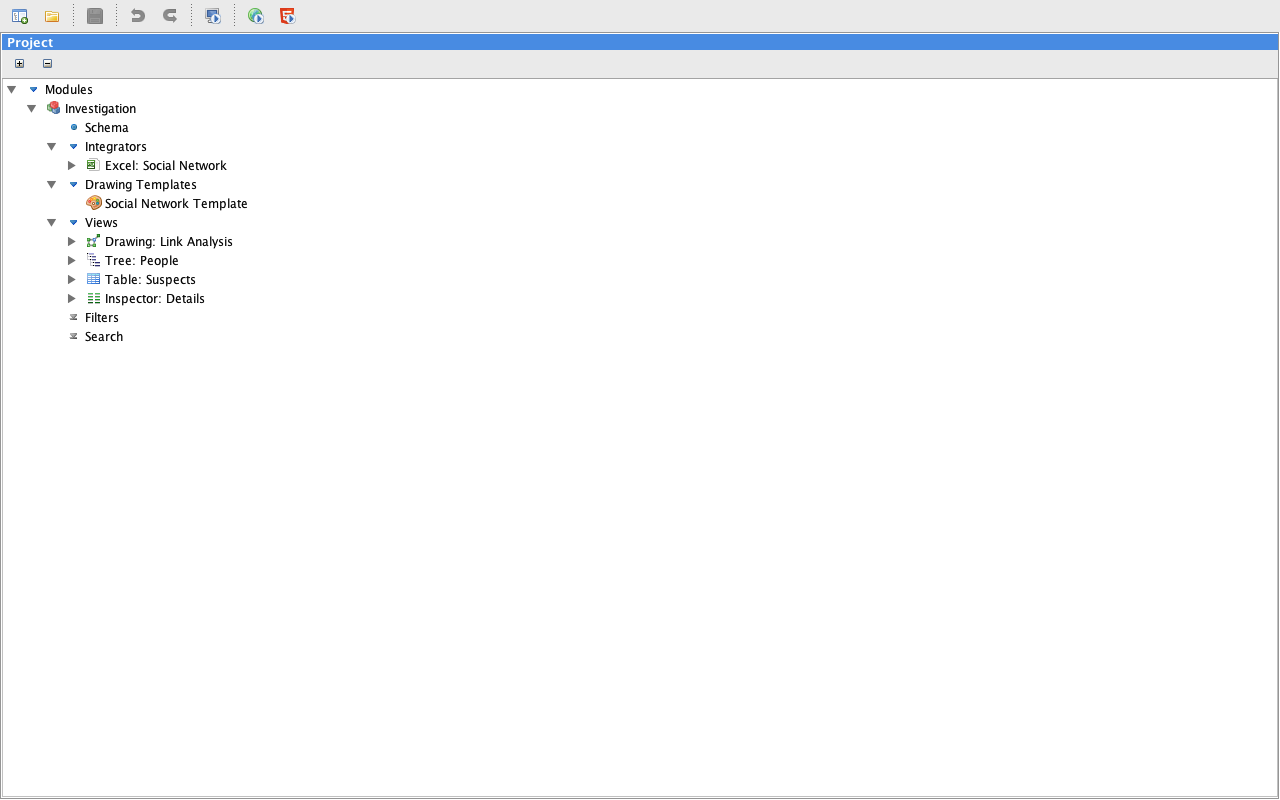 Project
Modules
Investigation
Schema
Integrators
Excel: Social Network
Drawing Templates
Social Network Template
Views
Drawing: Link Analysis
Tree: People
Table: Suspects
Inspector: Details
Filters
Search